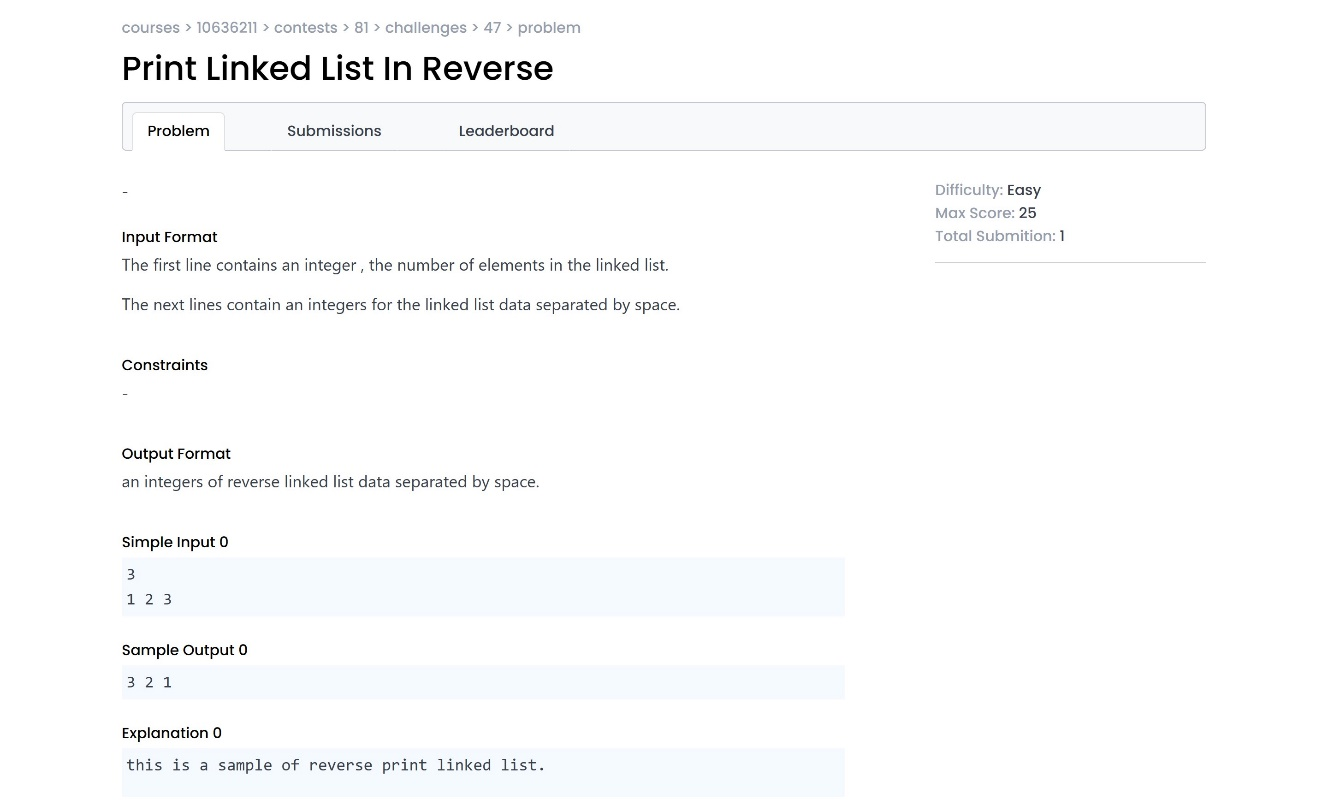 courses > 10636211 > contests > 81 > challenges > 47 > problem
Print Linked List In Reverse
Problem Submissions Leaderboard
-
Difficulty: Easy
Max Score: 25
Total Submition: 1
Input Format
The first line contains an integer , the number of elements in the linked list.
The next lines contain an integers for the linked list data separated by space.
Constraints
-
Output Format
an integers of reverse linked list data separated by space.
Simple Input 0
3
1 2 3
Sample Output 0
3 2 1
Explanation 0
this is a sample of reverse print linked list.